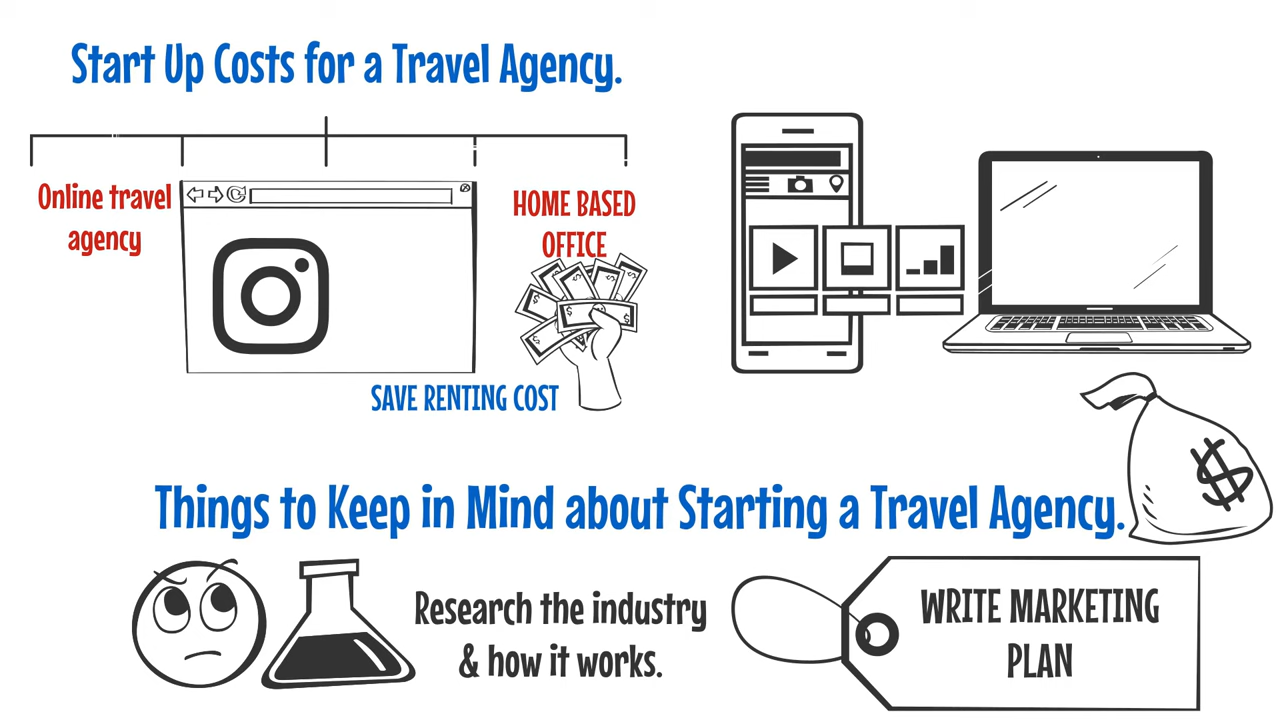 Start Up Costs for a Travel Agency.
Online travel
agency
HOME BASED
OFFICE
SAVE RENTING COST
Things to Keep in Mind about Starting a Travel Agency.
Research the industry
& how it works.
WRITE MARKETING
PLAN